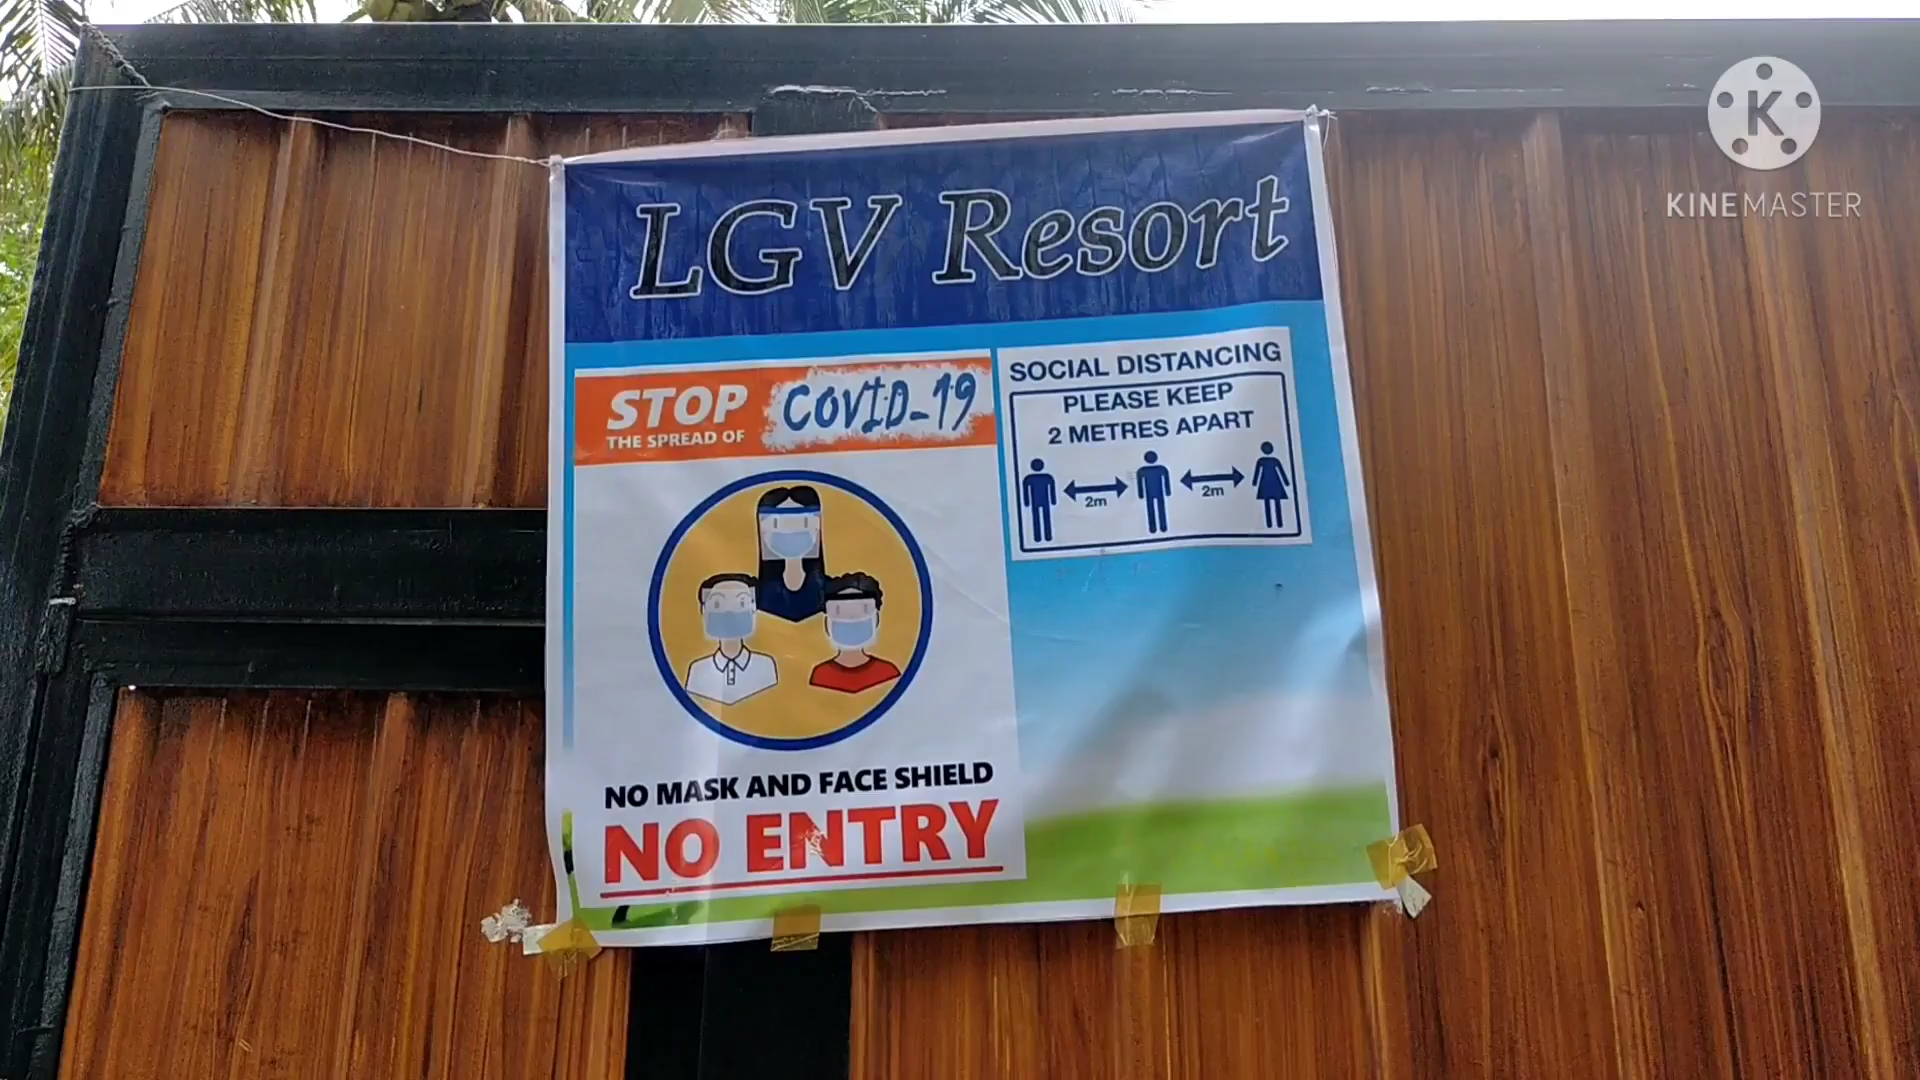 LGV Resort
STOP
THE SPREAD OF
COVID-19
SOCIAL DISTANCING
PLEASE KEEP
2 METRES APART
2m
2m
NO MASK AND FACE SHIELD
NO ENTRY
K
KINEMASTER